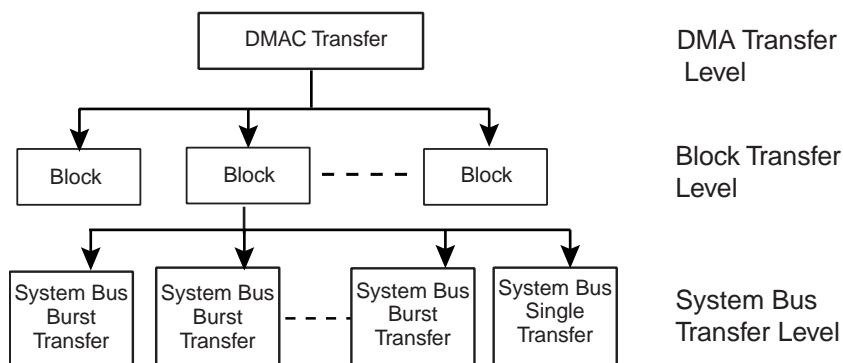 DMAC Transfer
DMA Transfer
Level
Block
Block
Block
Block Transfer
Level
System Bus
Burst
Transfer
System Bus
Burst
Transfer
System Bus
Burst
Transfer
System Bus
Single
Transfer
System Bus
Transfer Level